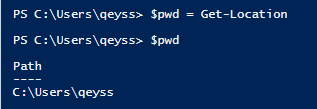 PS C:\Users\qeyss> $pwd = Get-Location
PS C:\Users\qeyss> $pwd
Path
----
C:\Users\qeyss